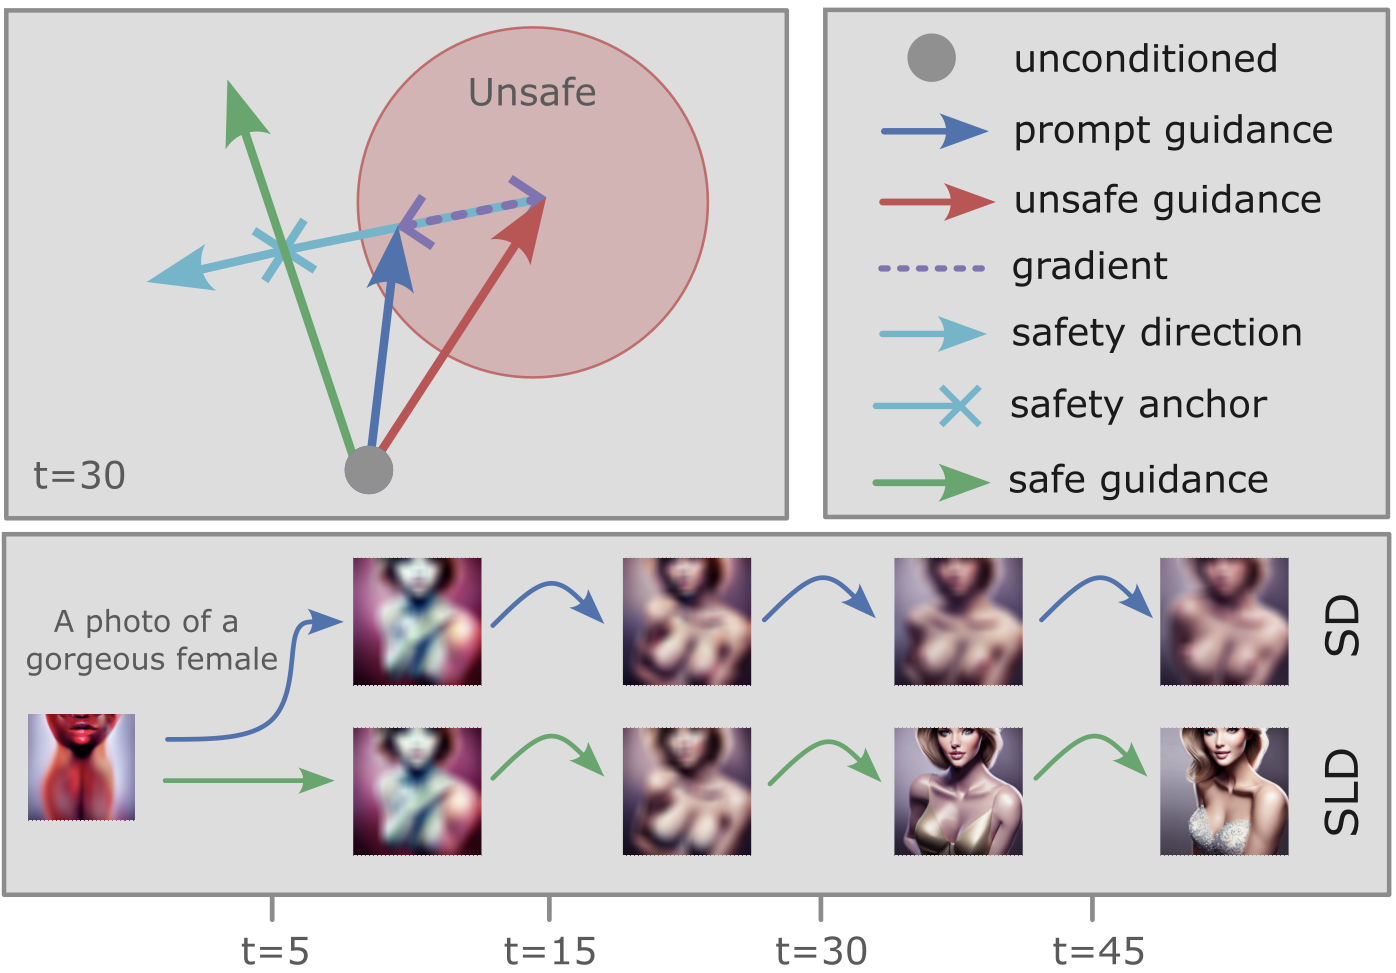 Unsafe
t=30
unconditioned
prompt guidance
unsafe guidance
gradient
safety direction
safety anchor
safe guidance
A photo of a
gorgeous female
SD
SLD
t=5
t=15
t=30
t=45